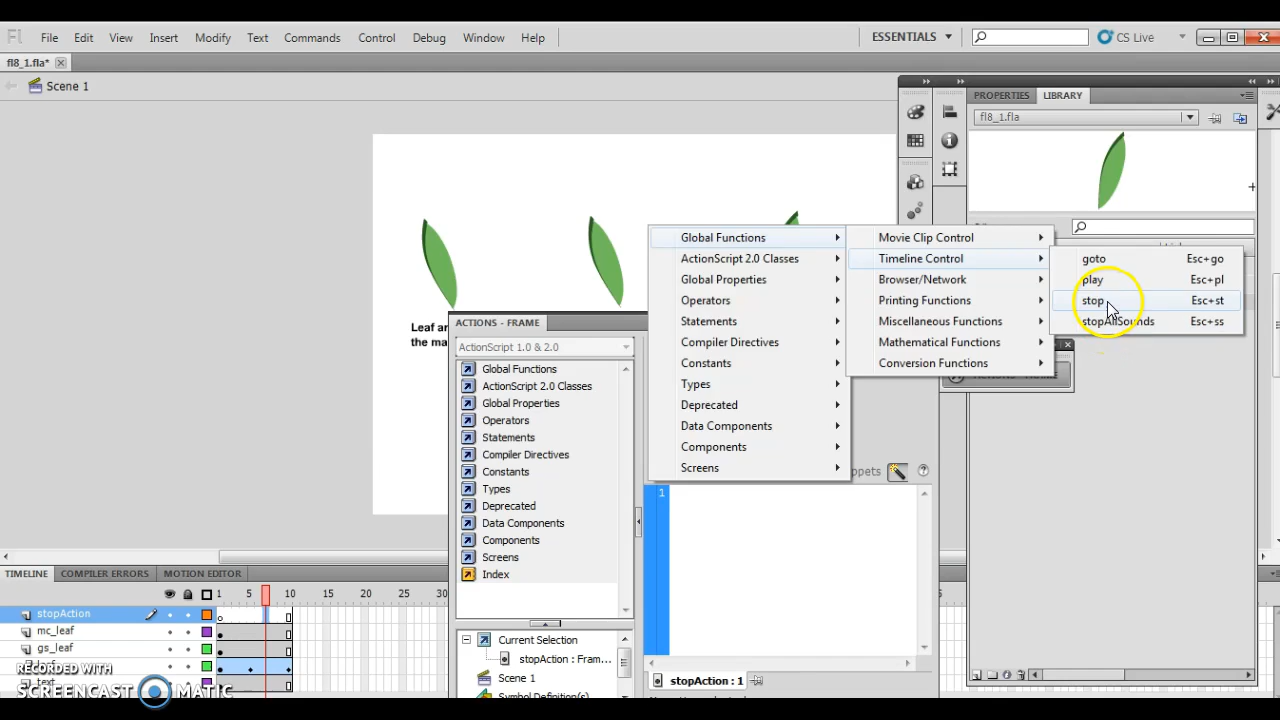 Fl File Edit View Insert Modify Text Commands Control Debug Window Help ESSENTIALS CS Live
fl8_1.fla*
Scene 1
PROPERTIES LIBRARY
fl8_1.fla
Leaf an
the ma
Global Functions
ActionScript 2.0 Classes
Global Properties
Operators
Statements
Compiler Directives
Constants
Types
Deprecated
Data Components
Components
Screens
Movie Clip Control
Timeline Control
Browser/Network
Printing Functions
Miscellaneous Functions
Mathematical Functions
Conversion Functions
goto Esc+go
play Esc+pl
stop Esc+st
stopAllSounds Esc+ss
ACTIONS - FRAME
ActionScript 1.0 & 2.0
Global Functions
ActionScript 2.0 Classes
Global Properties
Operators
Statements
Compiler Directives
Constants
Types
Deprecated
Data Components
Components
Screens
Index
ppets
1
Current Selection
stopAction : Fram...
Scene 1
Symbol Definition(s)
stopAction : 1
TIMELINE COMPILER ERRORS MOTION EDITOR
1 5 10 15 20 25 30
stopAction
mc_leaf
gs_leaf
text
RECORDED WITH
SCREENCAST MATIC